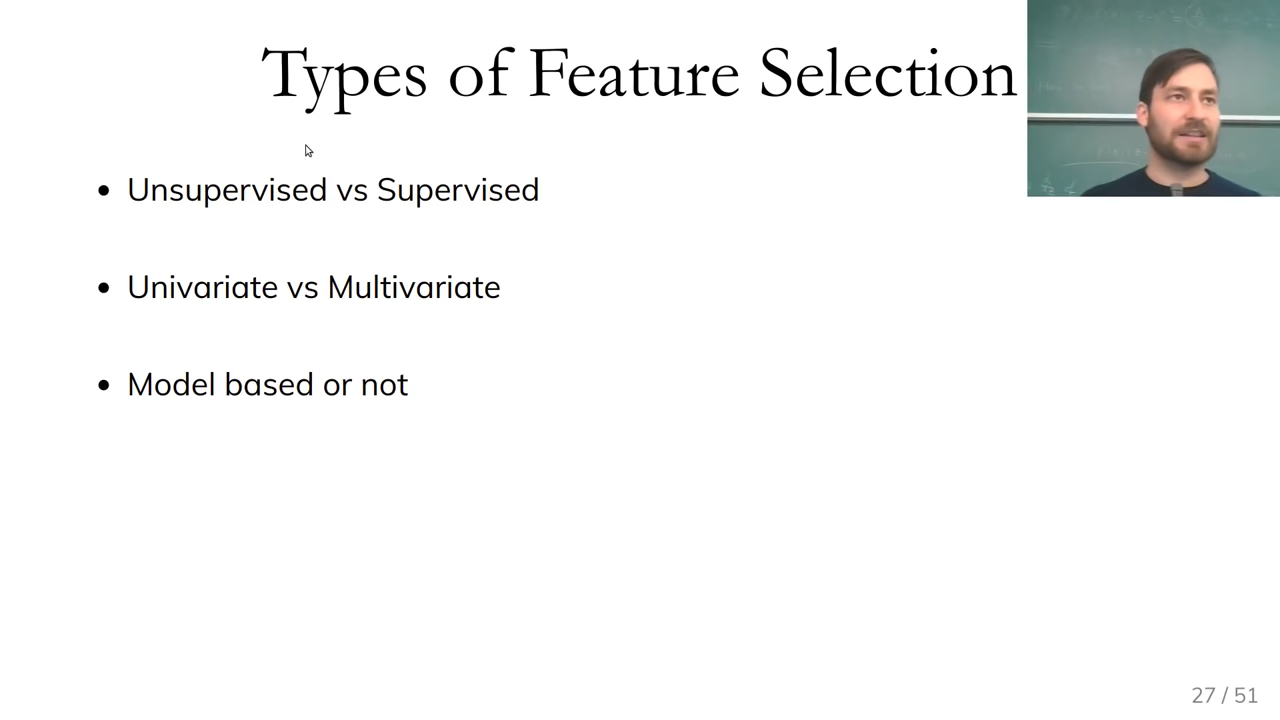 Types of Feature Selection
Unsupervised vs Supervised
Univariate vs Multivariate
Model based or not
27 / 51